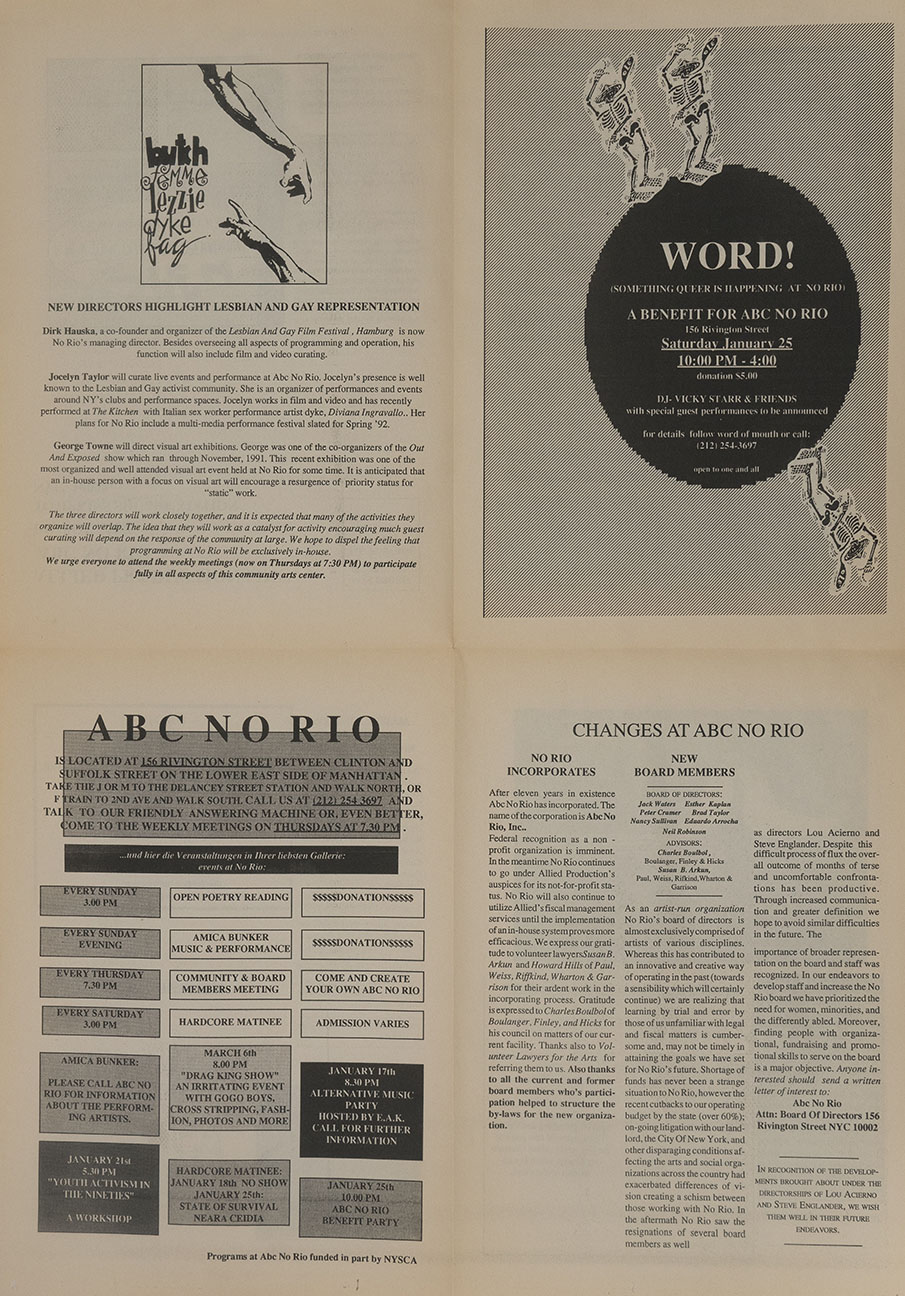 butch
femme
lezzie
dyke
fag
NEW DIRECTORS HIGHLIGHT LESBIAN AND GAY REPRESENTATION
Dirk Hauska, a co-founder and organizer of the Lesbian And Gay Film Festival , Hamburg is now
No Rio's managing director. Besides overseeing all aspects of programming and operation, his
function will also include film and video curating.
Jocelyn Taylor will curate live events and performance at Abc No Rio. Jocelyn's presence is well
known to the Lesbian and Gay activist community. She is an organizer of performances and events
around NY's clubs and performance spaces. Jocelyn works in film and video and has recently
performed at The Kitchen with Italian sex worker performance artist dyke, Diviana Ingravallo.. Her
plans for No Rio include a multi-media performance festival slated for Spring '92.
George Towne will direct visual art exhibitions. George was one of the co-organizers of the Out
And Exposed show which ran through November, 1991. This recent exhibition was one of the
most organized and well attended visual art event held at No Rio for some time. It is anticipated that
an in-house person with a focus on visual art will encourage a resurgence of priority status for
"static" work.
The three directors will work closely together, and it is expected that many of the activities they
organize will overlap. The idea that they will work as a catalyst for activity encouraging much guest
curating will depend on the response of the community at large. We hope to dispel the feeling that
programming at No Rio will be exclusively in-house.
We urge everyone to attend the weekly meetings (now on Thursdays at 7:30 PM) to participate
fully in all aspects of this community arts center.
WORD!
(SOMETHING QUEER IS HAPPENING AT NO RIO)
A BENEFIT FOR ABC NO RIO
156 Rivington Street
Saturday January 25
10:00 PM - 4:00
donation $5.00
DJ- VICKY STARR & FRIENDS
with special guest performances to be announced
for details follow word of mouth or call:
(212) 254-3697
open to one and all
ABC NO RIO
IS LOCATED AT 156 RIVINGTON STREET BETWEEN CLINTON AND
SUFFOLK STREET ON THE LOWER EAST SIDE OF MANHATTAN .
TAKE THE J OR M TO THE DELANCEY STREET STATION AND WALK NORTH, OR
F TRAIN TO 2ND AVE AND WALK SOUTH. CALL US AT (212) 254 3697 AND
TALK TO OUR FRIENDLY ANSWERING MACHINE OR, EVEN BETTER,
COME TO THE WEEKLY MEETINGS ON THURSDAYS AT 7.30 PM .
...und hier die Veranstaltungen in Ihrer liebsten Gallerie:
events at No Rio:
EVERY SUNDAY
3.00 PM
OPEN POETRY READING
$$$$$DONATION$$$$$
EVERY SUNDAY
EVENING
AMICA BUNKER
MUSIC & PERFORMANCE
$$$$$DONATION$$$$$
EVERY THURSDAY
7.30 PM
COMMUNITY & BOARD
MEMBERS MEETING
COME AND CREATE
YOUR OWN ABC NO RIO
EVERY SATURDAY
3.00 PM
HARDCORE MATINEE
ADMISSION VARIES
AMICA BUNKER:
PLEASE CALL ABC NO
RIO FOR INFORMATION
ABOUT THE PERFORM-
ING ARTISTS.
MARCH 6th
8.00 PM
"DRAG KING SHOW"
AN IRRITATING EVENT
WITH GOGO BOYS,
CROSS STRIPPING, FASH-
ION, PHOTOS AND MORE
JANUARY 17th
8.30 PM
ALTERNATIVE MUSIC
PARTY
HOSTED BY E.A.K.
CALL FOR FURTHER
INFORMATION
JANUARY 21st
5.30 PM
"YOUTH ACTIVISM IN
THE NINETIES"
A WORKSHOP
HARDCORE MATINEE:
JANUARY 18th NO SHOW
JANUARY 25th:
STATE OF SURVIVAL
NEARA CEIDIA
JANUARY 25th
10.00 PM
ABC NO RIO
BENEFIT PARTY
Programs at Abc No Rio funded in part by NYSCA
CHANGES AT ABC NO RIO
NO RIO
INCORPORATES
After eleven years in existence
Abc No Rio has incorporated. The
name of the corporation is Abc No
Rio, Inc..
Federal recognition as a non -
profit organization is imminent.
In the meantime No Rio continues
to go under Allied Production's
auspices for its not-for-profit sta-
tus. No Rio will also continue to
utilize Allied's fiscal management
services until the implementation
of an in-house system proves more
efficacious. We express our grati-
tude to volunteer lawyersSusan B.
Arkun and Howard Hills of Paul,
Weiss, Riffkind, Wharton & Gar-
rison for their ardent work in the
incorporating process. Gratitude
is expressed to Charles Boulbol of
Boulanger, Finley, and Hicks for
his council on matters of our cur-
rent facility. Thanks also to Vol-
unteer Lawyers for the Arts for
referring them to us. Also thanks
to all the current and former
board members who's partici-
pation helped to structure the
by-laws for the new organiza-
tion.
NEW
BOARD MEMBERS
BOARD OF DIRECTORS:
Jack Waters Esther Kaplan
Peter Cramer Brad Taylor
Nancy Sullivan Eduardo Arrocha
Neil Robinson
ADVISORS:
Charles Boulbol,
Boulanger, Finley & Hicks
Susan B. Arkun,
Paul, Weiss, Rifkind,Wharton &
Garrison
As an artist-run organization
No Rio's board of directors is
almost exclusively comprised of
artists of various disciplines.
Whereas this has contributed to
an innovative and creative way
of operating in the past (towards
a sensibility which will certainly
continue) we are realizing that
learning by trial and error by
those of us unfamiliar with legal
and fiscal matters is cumber-
some and, may not be timely in
attaining the goals we have set
for No Rio's future. Shortage of
funds has never been a strange
situation to No Rio, however the
recent cutbacks to our operating
budget by the state (over 60%);
on-going litigation with our land-
lord, the City Of New York, and
other disparaging conditions af-
fecting the arts and social orga-
nizations across the country had
exacerbated differences of vi-
sion creating a schism between
those working with No Rio. In
the aftermath No Rio saw the
resignations of several board
members as well
as directors Lou Acierno and
Steve Englander. Despite this
difficult process of flux the over-
all outcome of months of terse
and uncomfortable confronta-
tions has been productive.
Through increased communica-
tion and greater definition we
hope to avoid similar difficulties
in the future. The
importance of broader represen-
tation on the board and staff was
recognized. In our endeavors to
develop staff and increase the No
Rio board we have prioritized the
need for women, minorities, and
the differently abled. Moreover,
finding people with organiza-
tional, fundraising and promo-
tional skills to serve on the board
is a major objective. Anyone in-
terested should send a written
letter of interest to:
Abc No Rio
Attn: Board Of Directors 156
Rivington Street NYC 10002
IN RECOGNITION OF THE DEVELOP-
MENTS BROUGHT ABOUT UNDER THE
DIRECTORSHIPS OF LOU ACIERNO
AND STEVE ENGLANDER, WE WISH
THEM WELL IN THEIR FUTURE
ENDEAVORS.